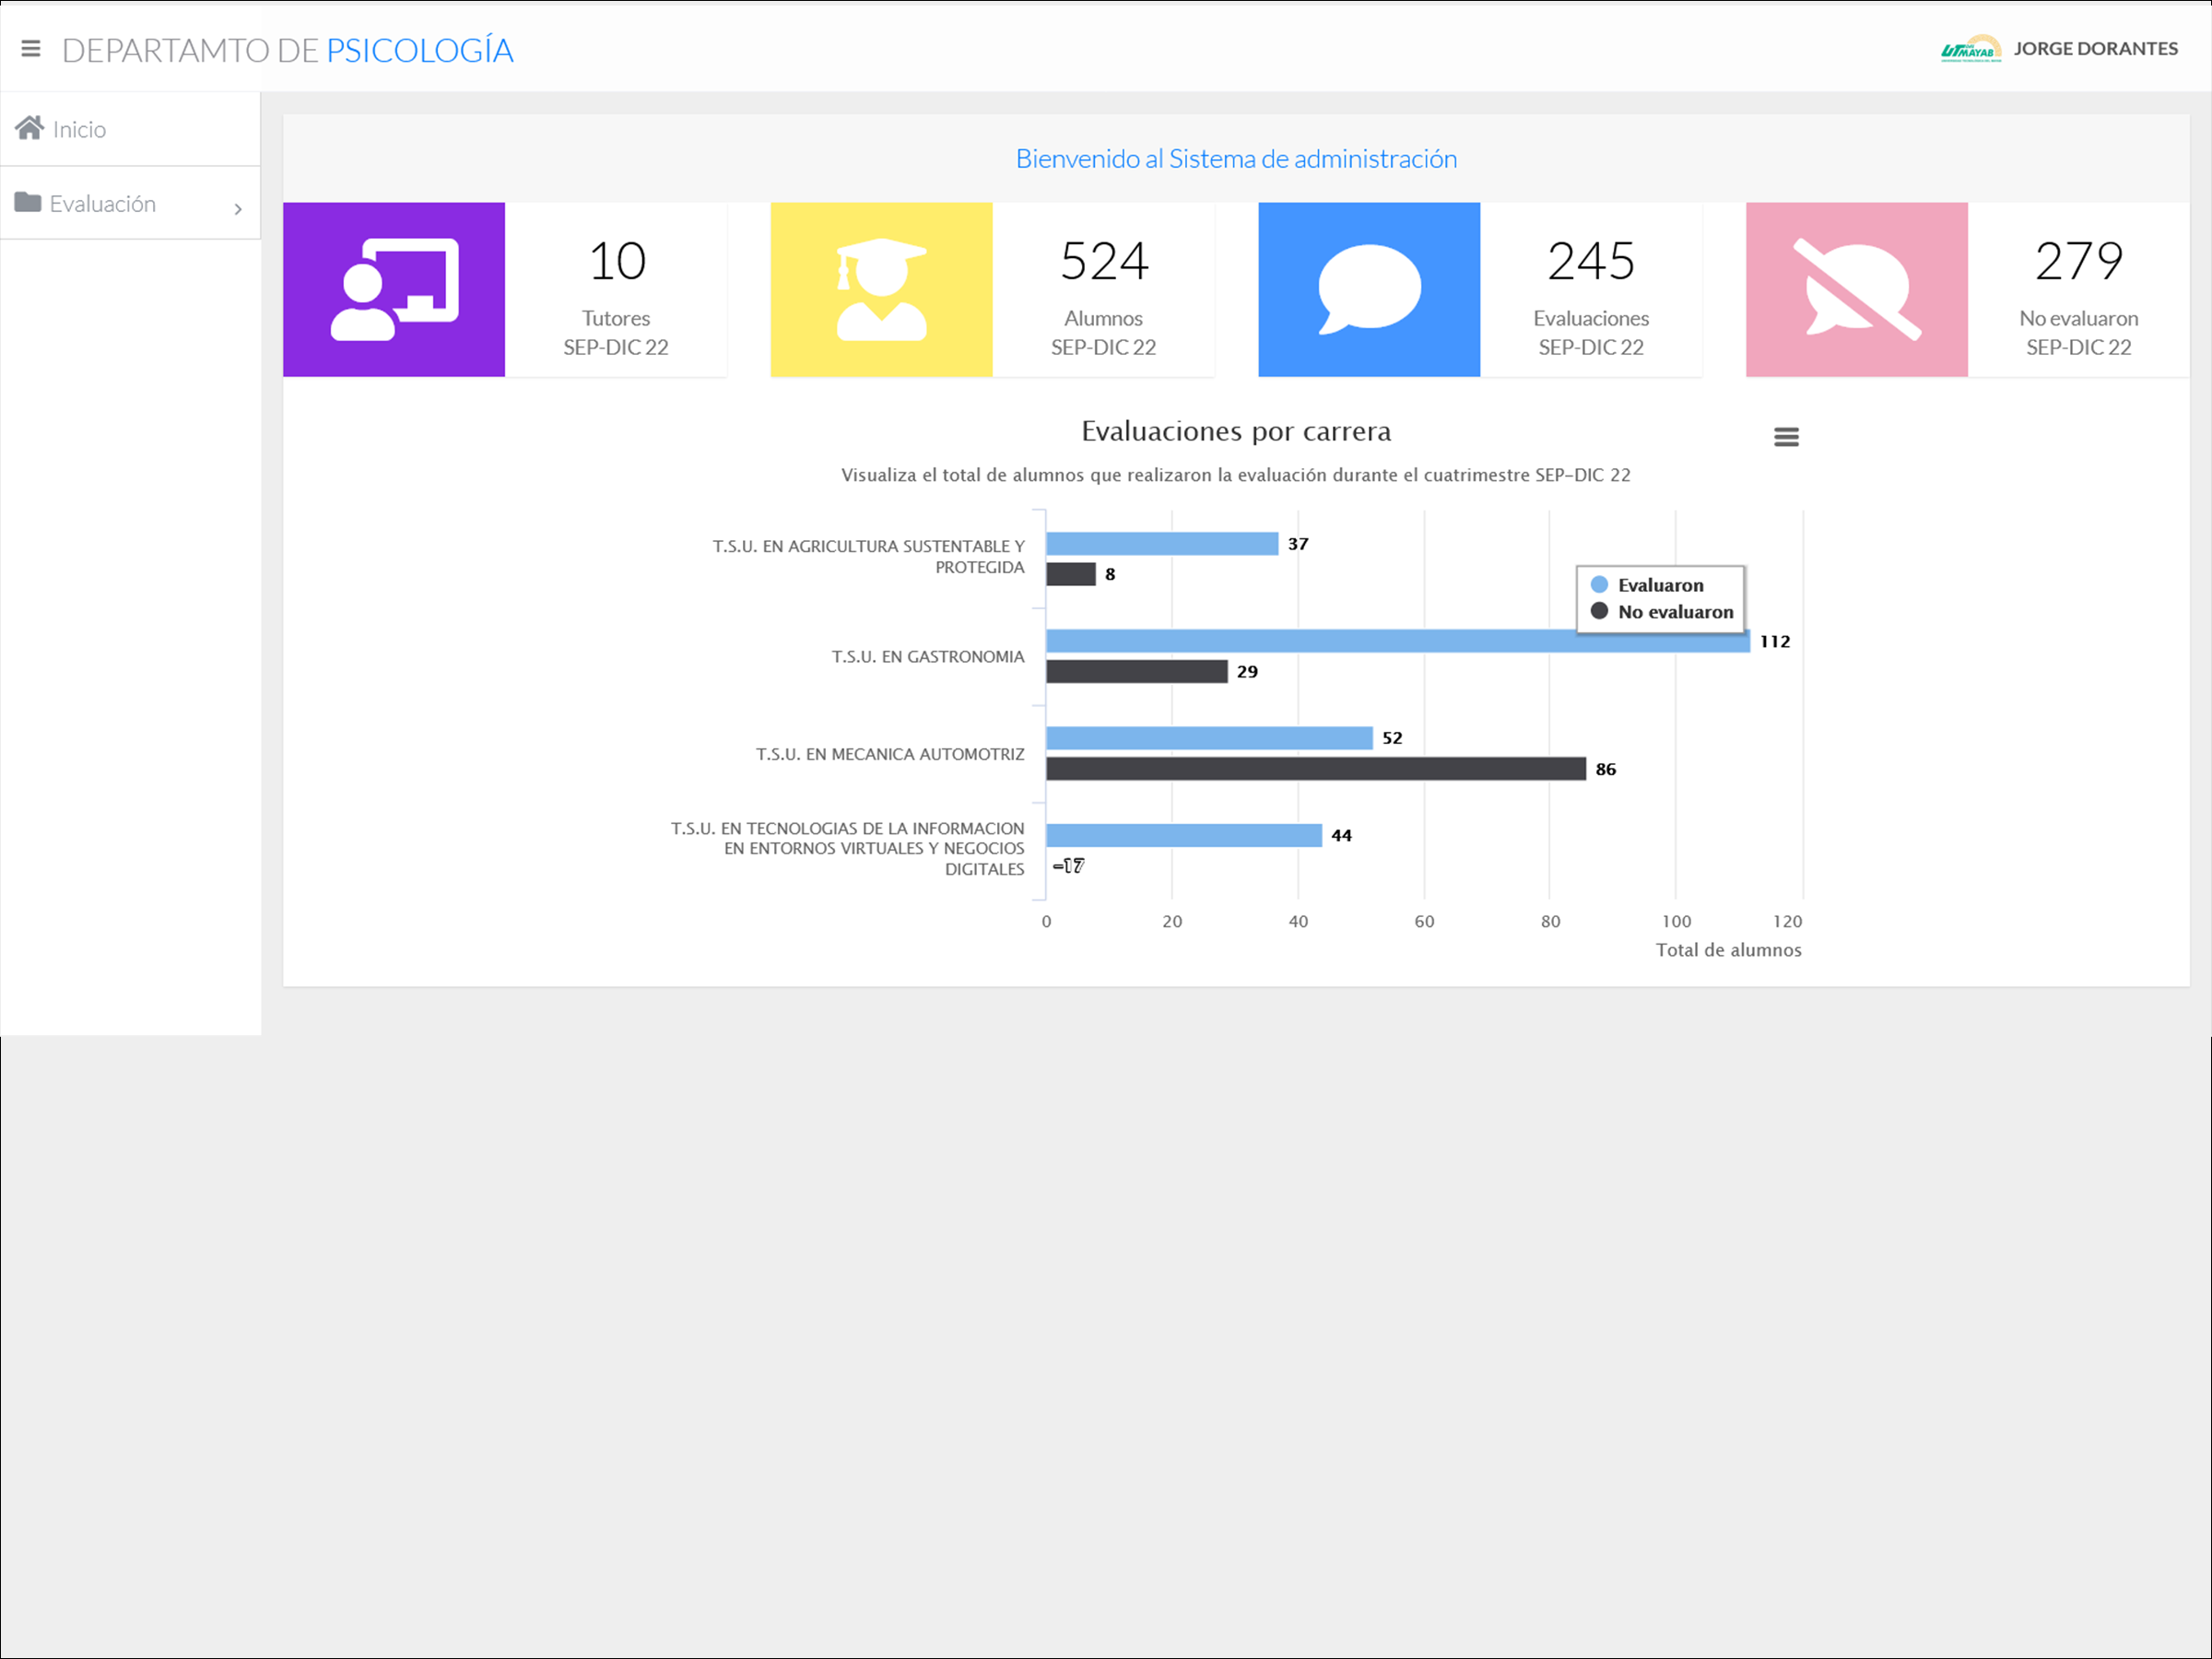 DEPARTAMTO DE PSICOLOGÍA
UTMAYAB
JORGE DORANTES
Inicio
Evaluación
Bienvenido al Sistema de administración
10
Tutores
SEP-DIC 22
524
Alumnos
SEP-DIC 22
245
Evaluaciones
SEP-DIC 22
279
No evaluaron
SEP-DIC 22
Evaluaciones por carrera
Visualiza el total de alumnos que realizaron la evaluación durante el cuatrimestre SEP-DIC 22
T.S.U. EN AGRICULTURA SUSTENTABLE Y
PROTEGIDA
37
8
Evaluaron
No evaluaron
T.S.U. EN GASTRONOMIA
112
29
T.S.U. EN MECANICA AUTOMOTRIZ
52
86
T.S.U. EN TECNOLOGIAS DE LA INFORMACION
EN ENTORNOS VIRTUALES Y NEGOCIOS
DIGITALES
44
-17
0 20 40 60 80 100 120
Total de alumnos